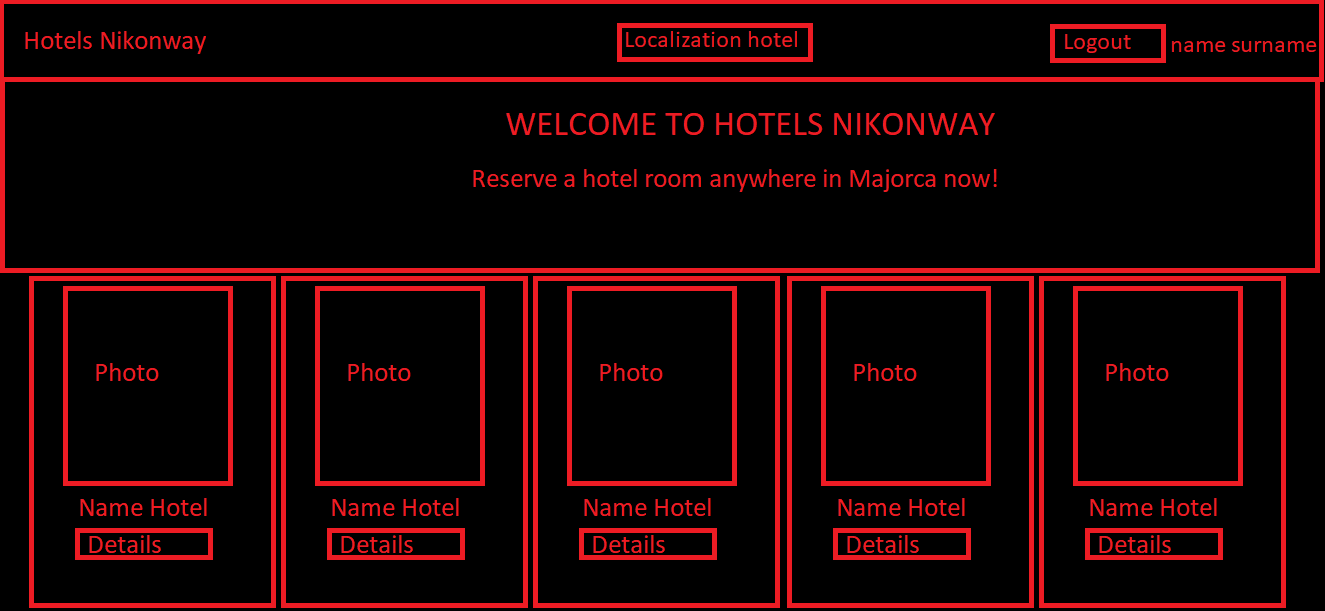 Hotels Nikonway
Localization hotel
Logout
name surname
WELCOME TO HOTELS NIKONWAY
Reserve a hotel room anywhere in Majorca now!
Photo
Name Hotel
Details
Photo
Name Hotel
Details
Photo
Name Hotel
Details
Photo
Name Hotel
Details
Photo
Name Hotel
Details